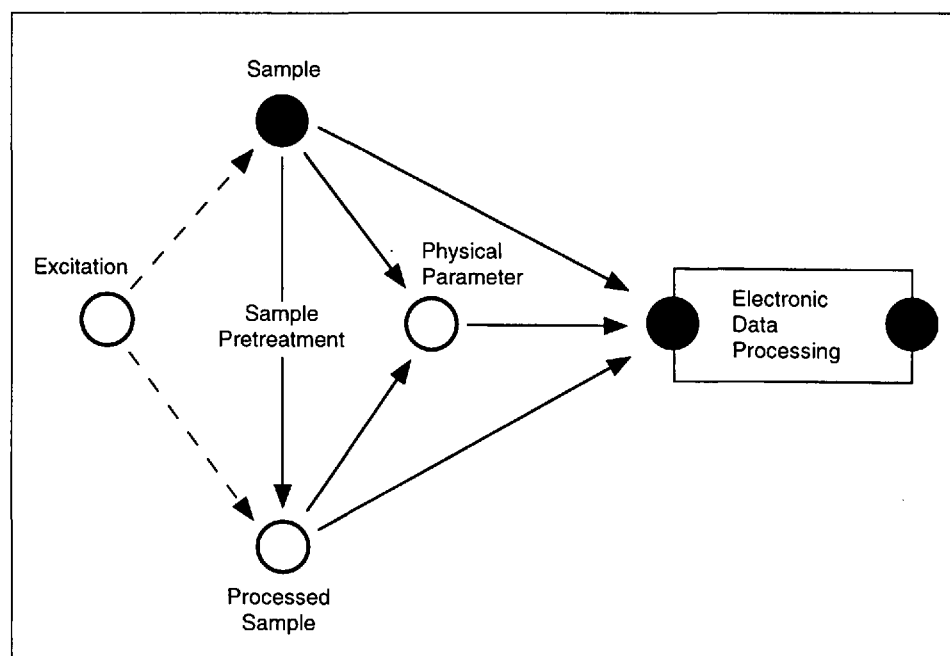 Sample
Excitation
Physical
Parameter
Sample
Pretreatment
Electronic
Data
Processing
Processed
Sample